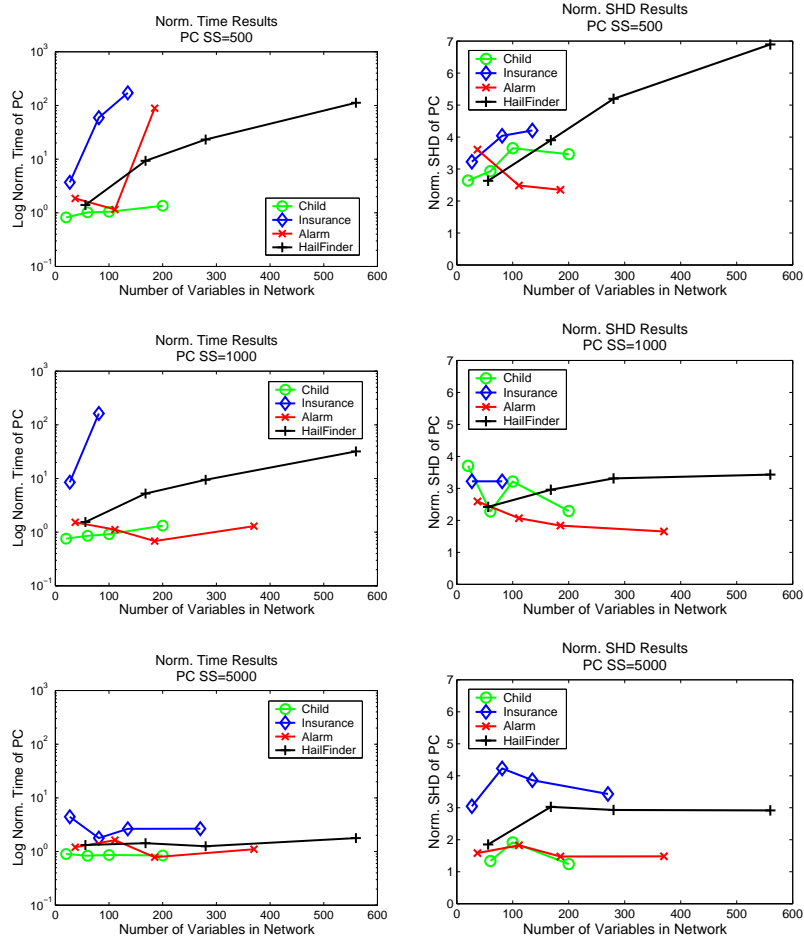 Norm. Time Results
PC SS=500
Log Norm. Time of PC
10^3
10^2
10^1
10^0
10^-1
0 100 200 300 400 500 600
Number of Variables in Network
Child
Insurance
Alarm
HailFinder
Norm. SHD Results
PC SS=500
Norm. SHD of PC
7
6
5
4
3
2
1
0
0 100 200 300 400 500 600
Number of Variables in Network
Child
Insurance
Alarm
HailFinder
Norm. Time Results
PC SS=1000
Log Norm. Time of PC
10^3
10^2
10^1
10^0
10^-1
0 100 200 300 400 500 600
Number of Variables in Network
Child
Insurance
Alarm
HailFinder
Norm. SHD Results
PC SS=1000
Norm. SHD of PC
7
6
5
4
3
2
1
0
0 100 200 300 400 500 600
Number of Variables in Network
Child
Insurance
Alarm
HailFinder
Norm. Time Results
PC SS=5000
Log Norm. Time of PC
10^3
10^2
10^1
10^0
10^-1
0 100 200 300 400 500 600
Number of Variables in Network
Child
Insurance
Alarm
HailFinder
Norm. SHD Results
PC SS=5000
Norm. SHD of PC
7
6
5
4
3
2
1
0
0 100 200 300 400 500 600
Number of Variables in Network
Child
Insurance
Alarm
HailFinder